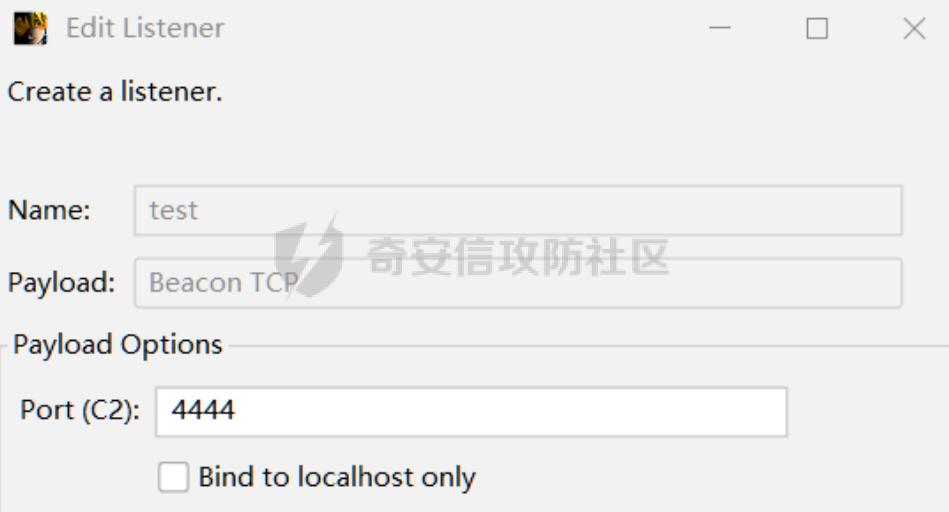 Edit Listener
Create a listener.
Name: test
奇安信攻防社区
Payload: Beacon TCP
Payload Options
Port (C2): 4444
Bind to localhost only